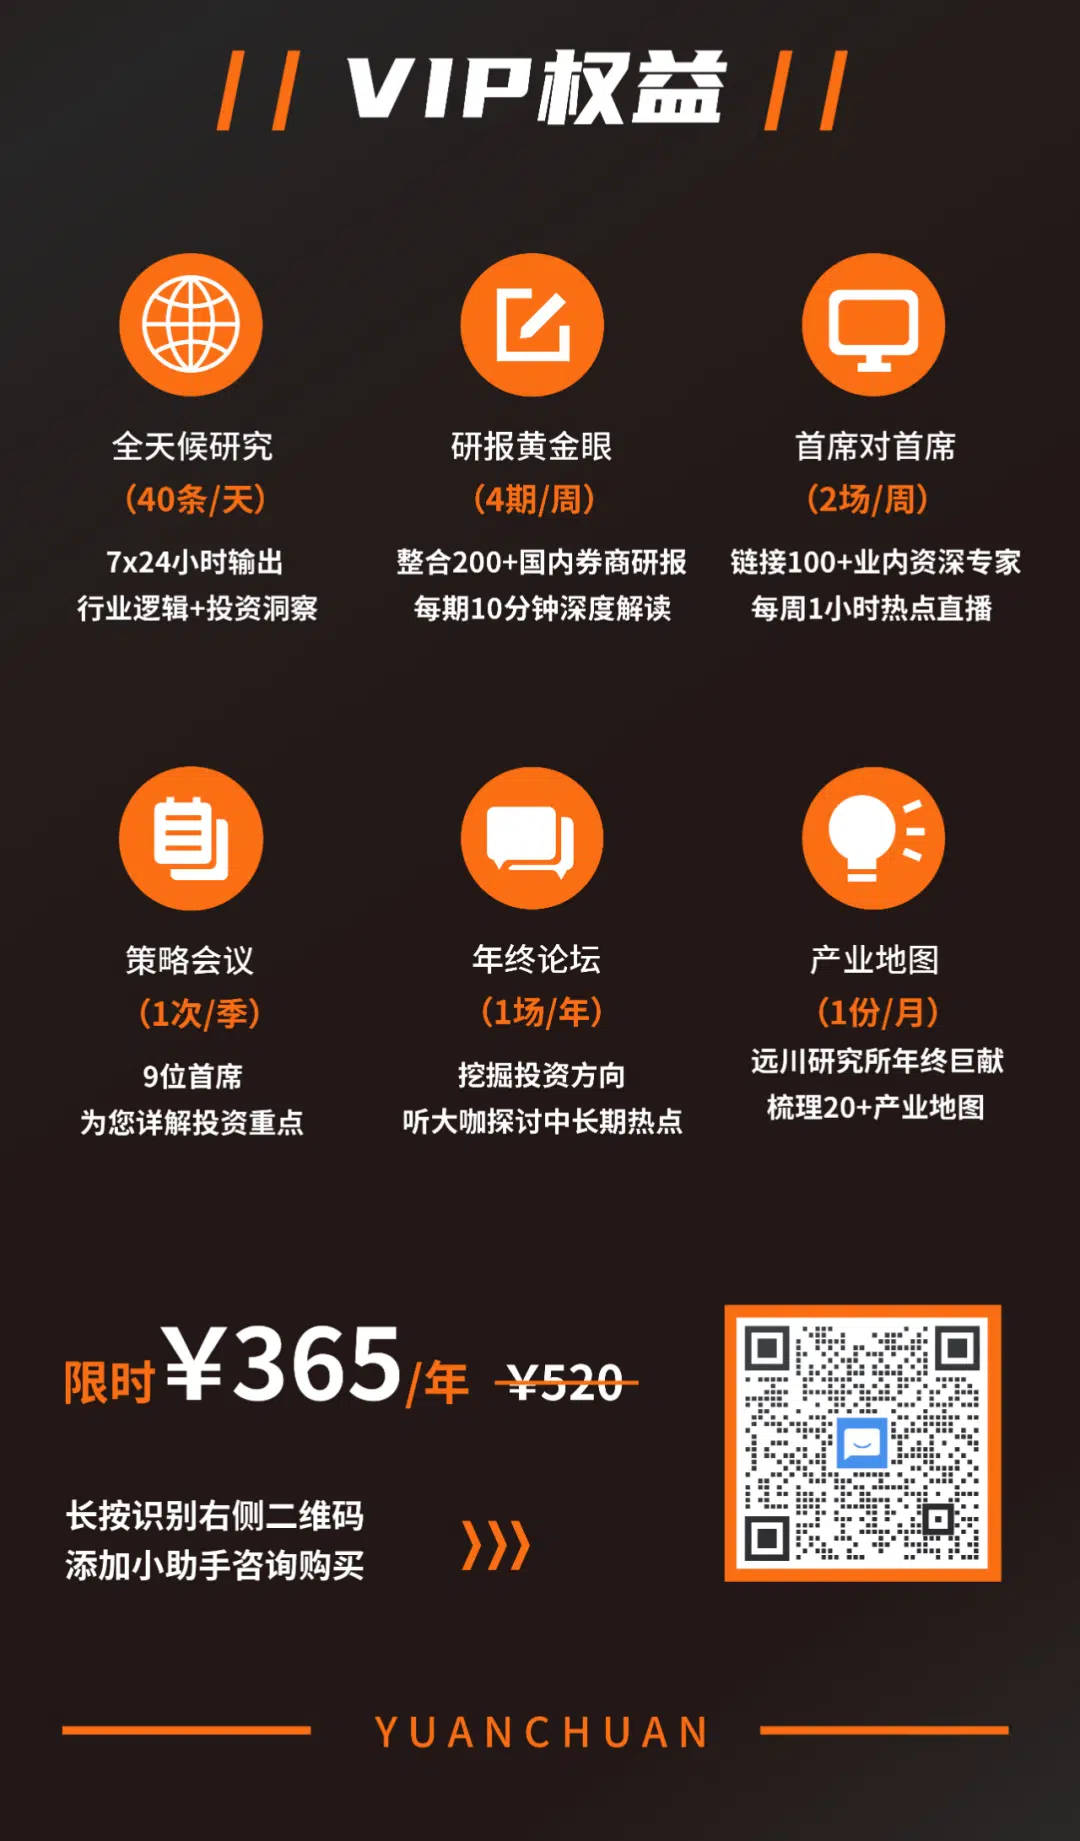 VIP权益
全天候研究
（40条/天）
7x24小时输出
行业逻辑+投资洞察
研报黄金眼
（4期/周）
整合200+国内券商研报
每期10分钟深度解读
首席对首席
（2场/周）
链接100+业内资深专家
每周1小时热点直播
策略会议
（1次/季）
9位首席
为您详解投资重点
年终论坛
（1场/年）
挖掘投资方向
听大咖探讨中长期热点
产业地图
（1份/月）
远川研究所年终巨献
梳理20+产业地图
限时¥365/年 ¥520
长按识别右侧二维码
添加小助手咨询购买
YUANCHUAN